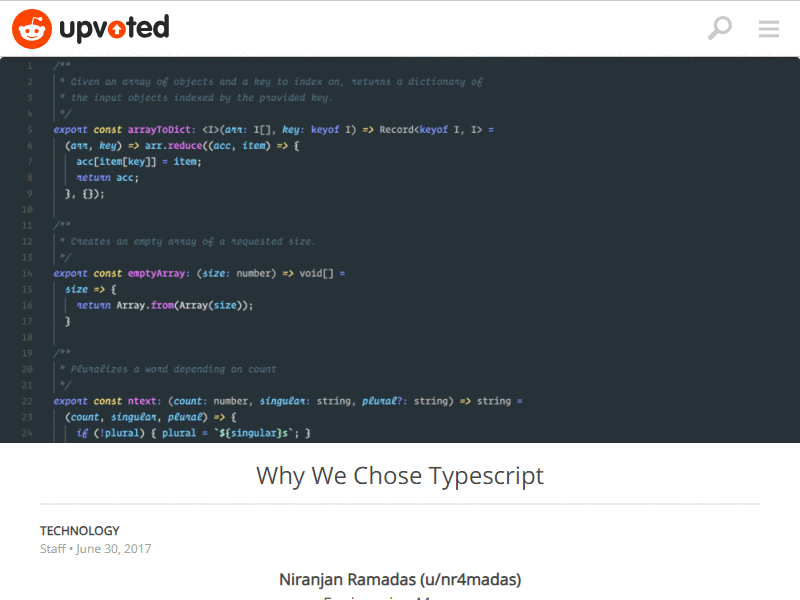 upvoted
1 /**
2 * Given an array of objects and a key to index on, returns a dictionary of
3 * the input objects indexed by the provided key.
4 */
5 export const arrayToDict: <I>(arr: I[], key: keyof I) => Record<keyof I, I> =
6 (arr, key) => arr.reduce((acc, item) => {
7 acc[item[key]] = item;
8 return acc;
9 }, {});
10
11 /**
12 * Creates an empty array of a requested size.
13 */
14 export const emptyArray: (size: number) => void[] =
15 size => {
16 return Array.from(Array(size));
17 }
18
19 /**
20 * Pluralizes a word depending on count
21 */
22 export const ntext: (count: number, singular: string, plural?: string) => string =
23 (count, singular, plural) => {
24 if (!plural) { plural = `${singular}s`; }
Why We Chose Typescript
TECHNOLOGY
Staff • June 30, 2017
Niranjan Ramadas (u/nr4madas)